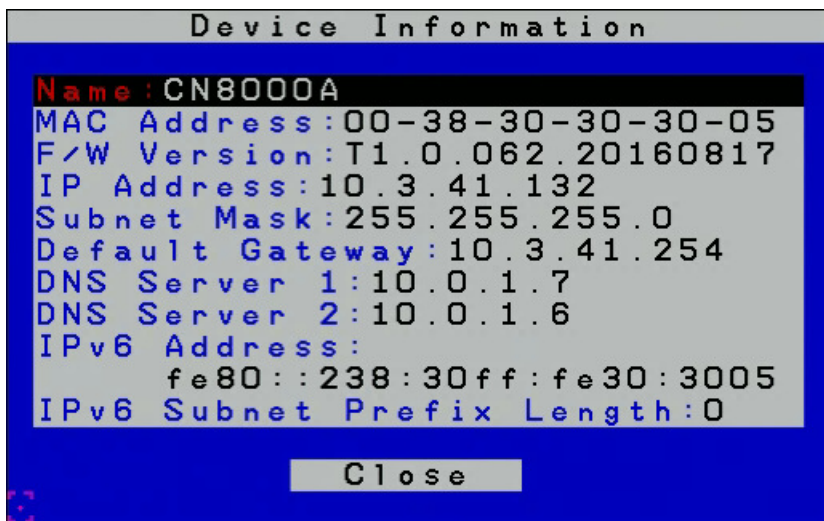 Device Information
Name:CN8000A
MAC Address:00-38-30-30-30-05
F/W Version:T1.0.062.20160817
IP Address:10.3.41.132
Subnet Mask:255.255.255.0
Default Gateway:10.3.41.254
DNS Server 1:10.0.1.7
DNS Server 2:10.0.1.6
IPv6 Address:
fe80::238:30ff:fe30:3005
IPv6 Subnet Prefix Length:0
Close